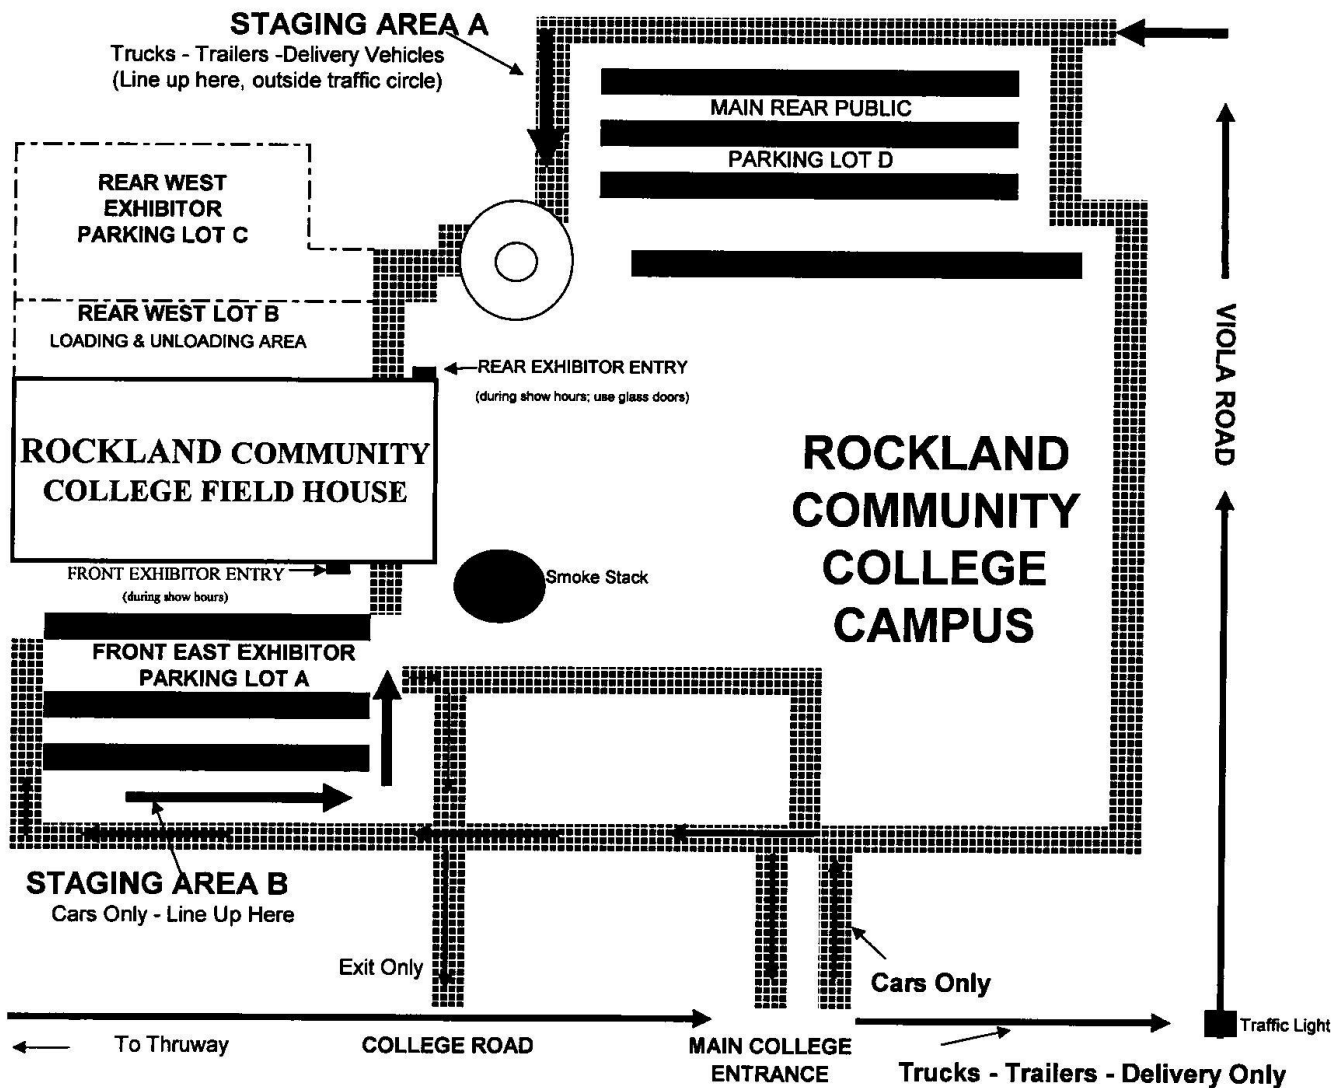 STAGING AREA A
Trucks - Trailers -Delivery Vehicles
(Line up here, outside traffic circle)
MAIN REAR PUBLIC
PARKING LOT D
REAR WEST
EXHIBITOR
PARKING LOT C
REAR WEST LOT B
LOADING & UNLOADING AREA
REAR EXHIBITOR ENTRY
(during show hours; use glass doors)
VIOLA ROAD
ROCKLAND COMMUNITY
COLLEGE FIELD HOUSE
ROCKLAND
COMMUNITY
COLLEGE
CAMPUS
FRONT EXHIBITOR ENTRY
(during show hours)
Smoke Stack
FRONT EAST EXHIBITOR
PARKING LOT A
STAGING AREA B
Cars Only - Line Up Here
Exit Only
Cars Only
To Thruway
COLLEGE ROAD
MAIN COLLEGE
ENTRANCE
Traffic Light
Trucks - Trailers - Delivery Only